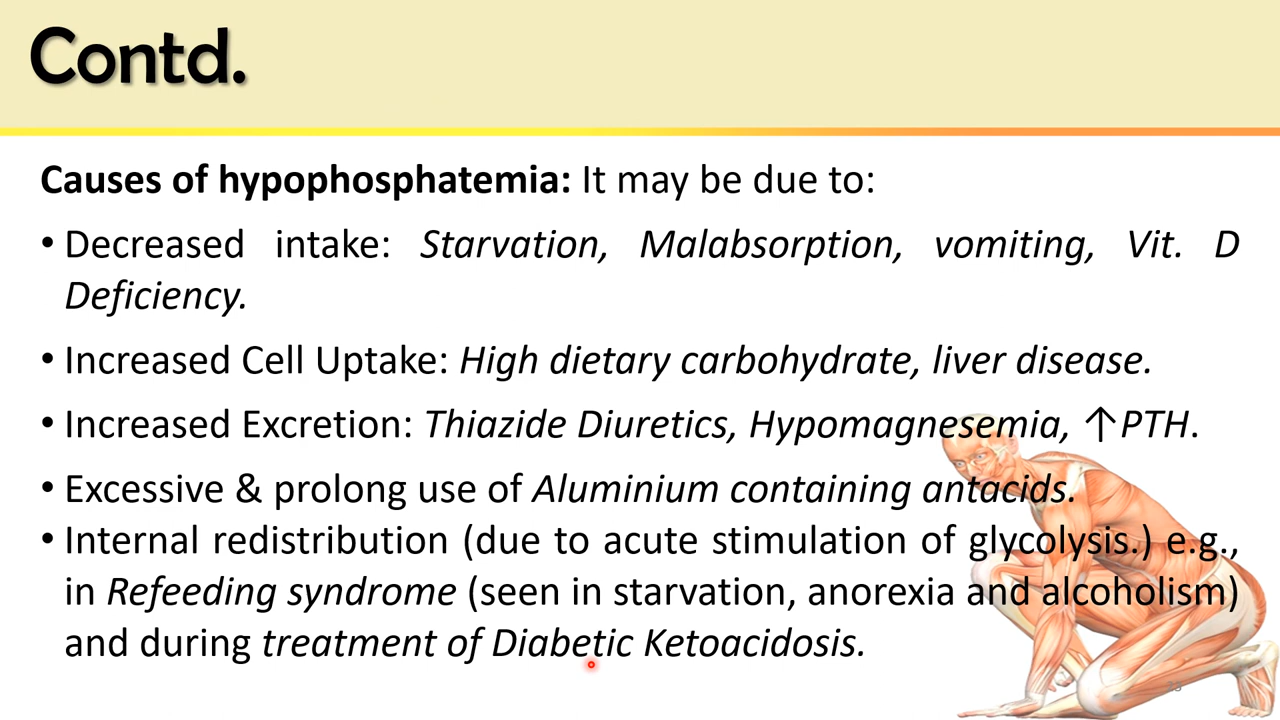 Contd.
Causes of hypophosphatemia: It may be due to:
• Decreased intake: Starvation, Malabsorption, vomiting, Vit. D
Deficiency.
• Increased Cell Uptake: High dietary carbohydrate, liver disease.
• Increased Excretion: Thiazide Diuretics, Hypomagnesemia, ↑PTH.
• Excessive & prolong use of Aluminium containing antacids.
• Internal redistribution (due to acute stimulation of glycolysis.) e.g.,
in Refeeding syndrome (seen in starvation, anorexia and alcoholism)
and during treatment of Diabetic Ketoacidosis.